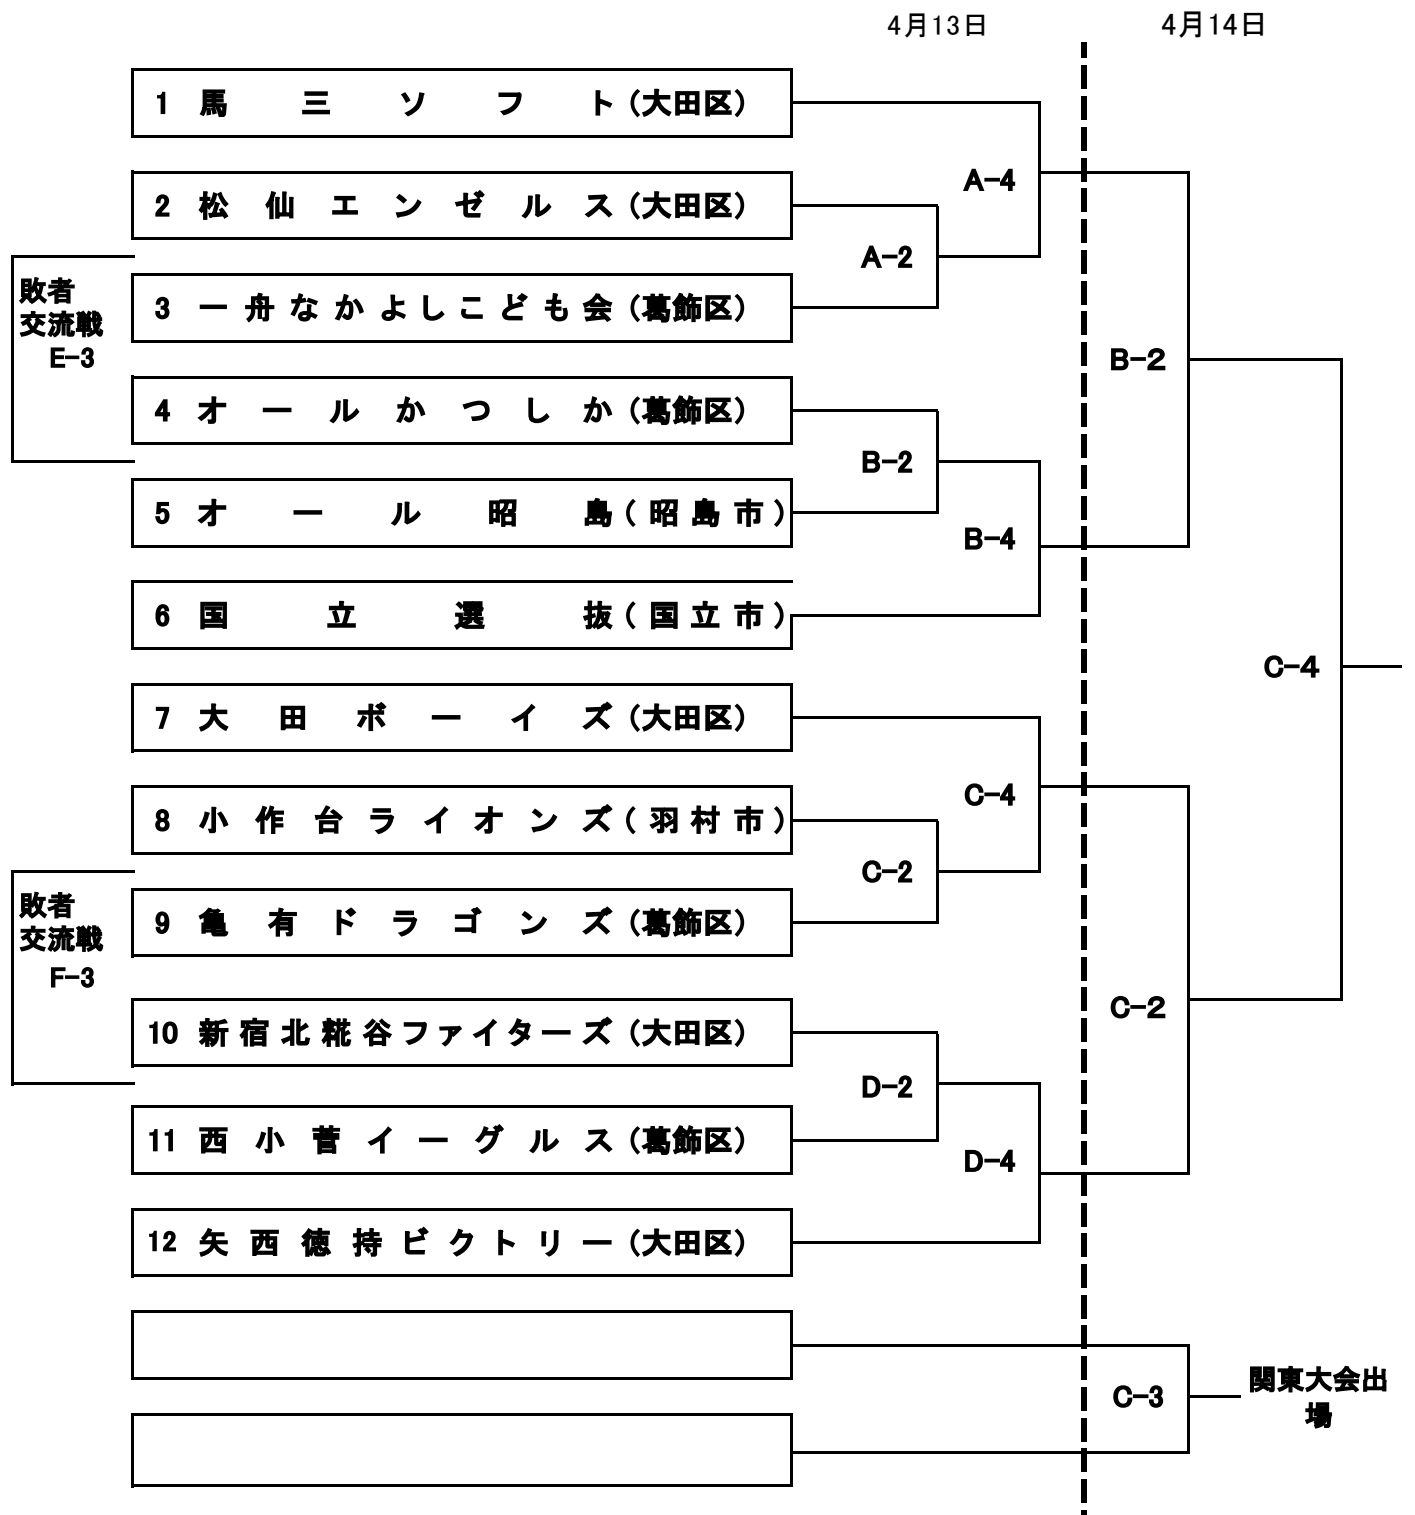 4月13日 4月14日
1 馬三ソフト(大田区)
A-4
2 松仙エンゼルス(大田区)
A-2
敗者
交流戦
E-3
3 一舟なかよしこども会(葛飾区)
B-2
4 オールかつしか(葛飾区)
B-2
5 オール昭島(昭島市)
B-4
6 国立選抜(国立市)
C-4
7 大田ボーイズ(大田区)
C-4
8 小作台ライオンズ(羽村市)
C-2
敗者
交流戦
F-3
9 亀有ドラゴンズ(葛飾区)
C-2
10 新宿北糀谷ファイターズ(大田区)
D-2
11 西小菅イーグルス(葛飾区)
D-4
12 矢西徳持ビクトリー(大田区)
C-3
関東大会出
場